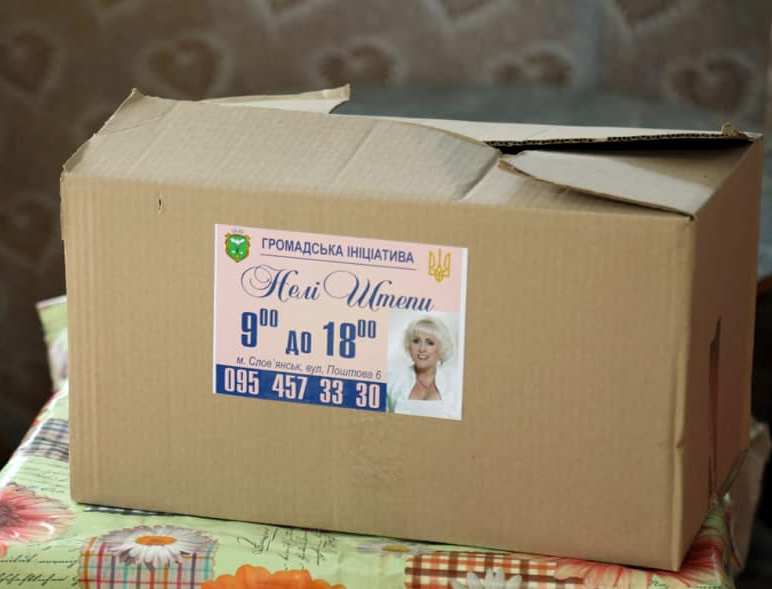 ГРОМАДСЬКА ІНІЦІАТИВА
Нелі Штепи
9⁰⁰ до 18⁰⁰
м. Слов`янськ, вул. Поштова 6
095 457 33 30